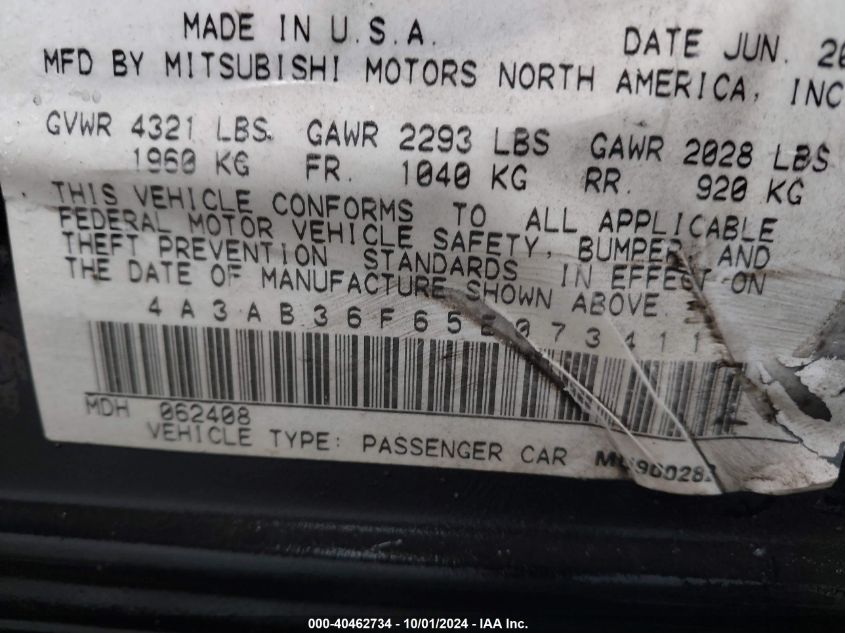 MADE IN U.S.A.
DATE JUN.
MFD BY MITSUBISHI MOTORS NORTH AMERICA, INC
GVWR 4321 LBS GAWR 2293 LBS GAWR 2028 LBS
1960 KG FR. 1040 KG RR. 920 KG
THIS VEHICLE CONFORMS TO ALL APPLICABLE
FEDERAL MOTOR VEHICLE SAFETY, BUMPER, AND
THEFT PREVENTION STANDARDS IN EFFECT ON
THE DATE OF MANUFACTURE SHOWN ABOVE.
4A3AB36F65E073411
MDH 062408
VEHICLE TYPE: PASSENGER CAR
000-40462734 - 10/01/2024 - IAA Inc.